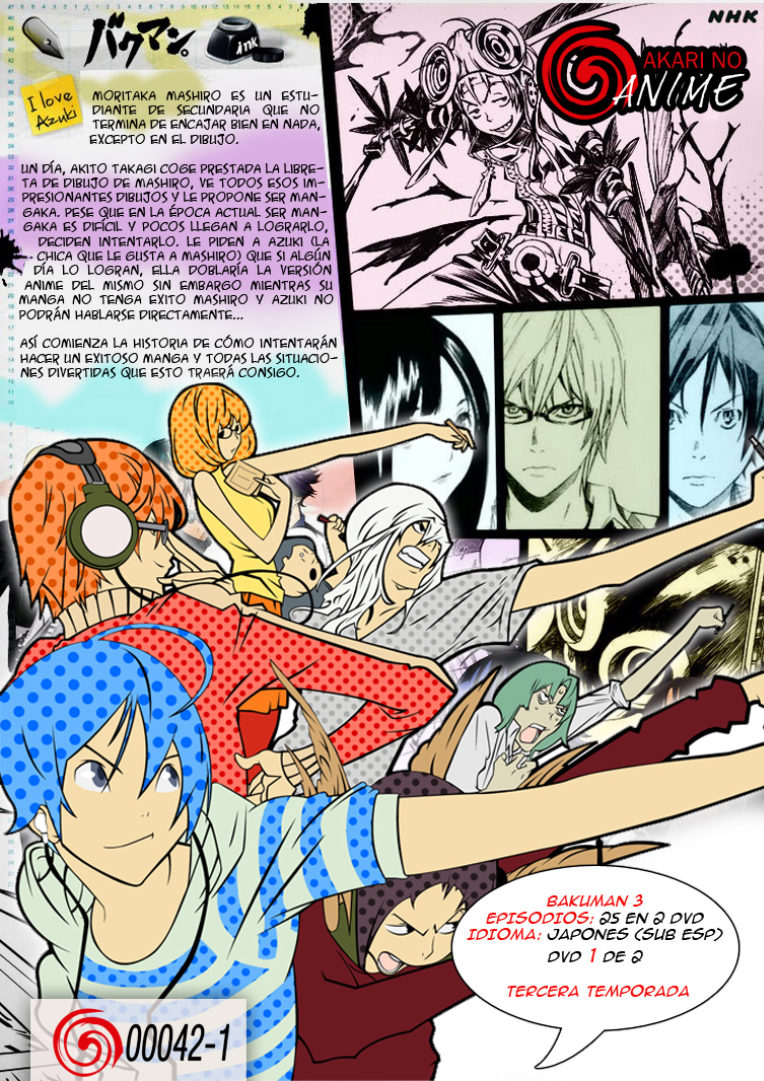 NHK
バクマン。
ink
AKARI NO
ANIME
I love
Azuki
MORITAKA MASHIRO ES UN ESTU-
DIANTE DE SECUNDARIA QUE NO
TERMINA DE ENCAJAR BIEN EN NADA,
EXCEPTO EN EL DIBUJO.
UN DÍA, AKITO TAKAGI COGE PRESTADA LA LIBRE-
TA DE DIBUJO DE MASHIRO, VE TODOS ESOS IM-
PRESIONANTES DIBUJOS Y LE PROPONE SER MAN-
GAKA. PESE QUE EN LA ÉPOCA ACTUAL SER MAN-
GAKA ES DIFÍCIL Y POCOS LLEGAN A LOGRARLO,
DECIDEN INTENTARLO. LE PIDEN A AZUKI (LA
CHICA QUE LE GUSTA A MASHIRO) QUE SI ALGÚN
DÍA LO LOGRAN, ELLA DOBLARÍA LA VERSIÓN
ANIME DEL MISMO SIN EMBARGO MIENTRAS SU
MANGA NO TENGA EXITO MASHIRO Y AZUKI NO
PODRÁN HABLARSE DIRECTAMENTE...
ASÍ COMIENZA LA HISTORIA DE CÓMO INTENTARÁN
HACER UN EXITOSO MANGA Y TODAS LAS SITUACIO-
NES DIVERTIDAS QUE ESTO TRAERÁ CONSIGO.
BAKUMAN 3
EPISODIOS: 25 EN 2 DVD
IDIOMA: JAPONES (SUB ESP)
DVD 1 DE 2
TERCERA TEMPORADA
00042-1